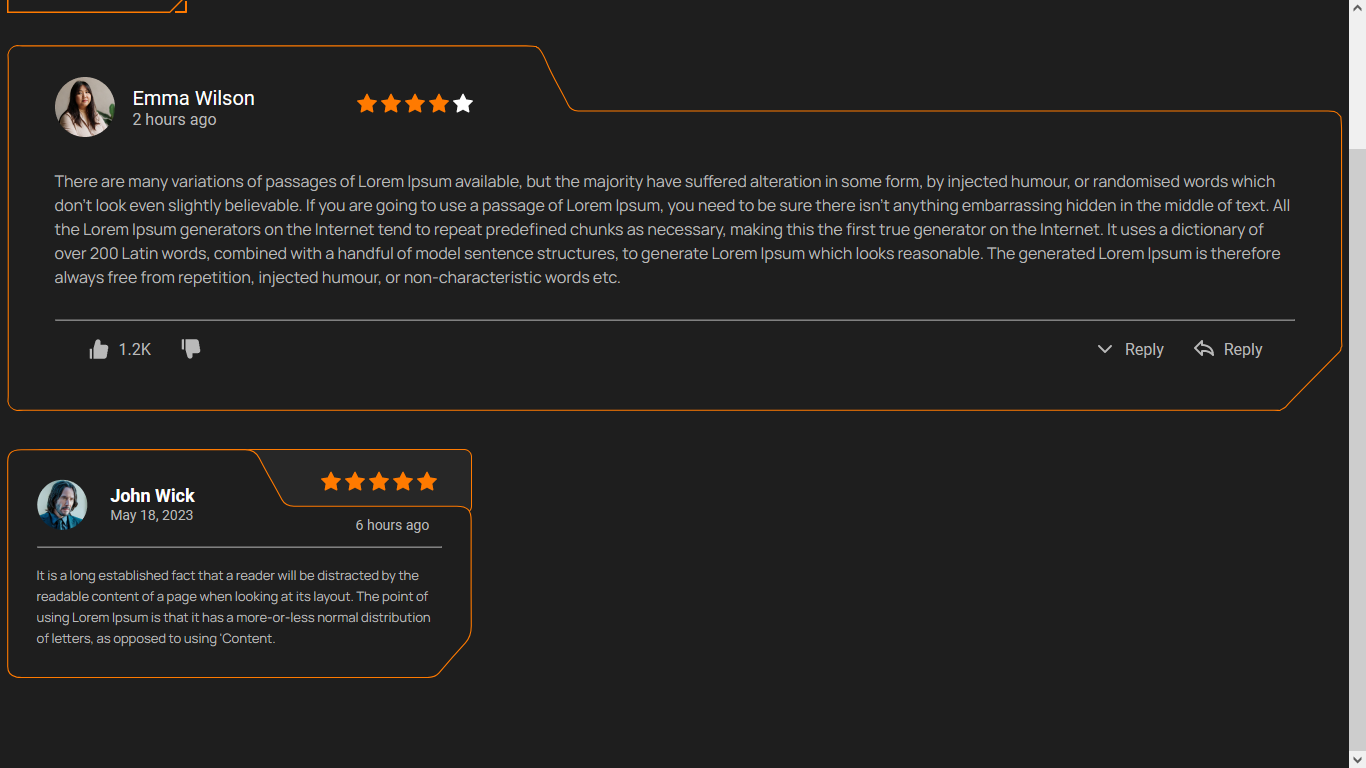 Emma Wilson
2 hours ago
There are many variations of passages of Lorem Ipsum available, but the majority have suffered alteration in some form, by injected humour, or randomised words which
don't look even slightly believable. If you are going to use a passage of Lorem Ipsum, you need to be sure there isn't anything embarrassing hidden in the middle of text. All
the Lorem Ipsum generators on the Internet tend to repeat predefined chunks as necessary, making this the first true generator on the Internet. It uses a dictionary of
over 200 Latin words, combined with a handful of model sentence structures, to generate Lorem Ipsum which looks reasonable. The generated Lorem Ipsum is therefore
always free from repetition, injected humour, or non-characteristic words etc.
1.2K
Reply
Reply
John Wick
May 18, 2023
6 hours ago
It is a long established fact that a reader will be distracted by the
readable content of a page when looking at its layout. The point of
using Lorem Ipsum is that it has a more-or-less normal distribution
of letters, as opposed to using 'Content.